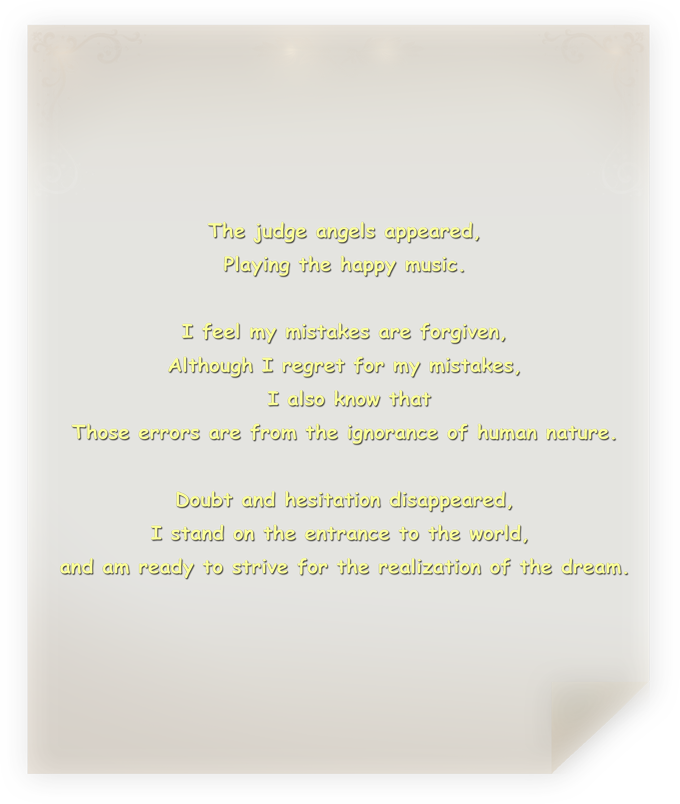 The judge angels appeared,
Playing the happy music.
I feel my mistakes are forgiven,
Although I regret for my mistakes,
I also know that
Those errors are from the ignorance of human nature.
Doubt and hesitation disappeared,
I stand on the entrance to the world,
and am ready to strive for the realization of the dream.